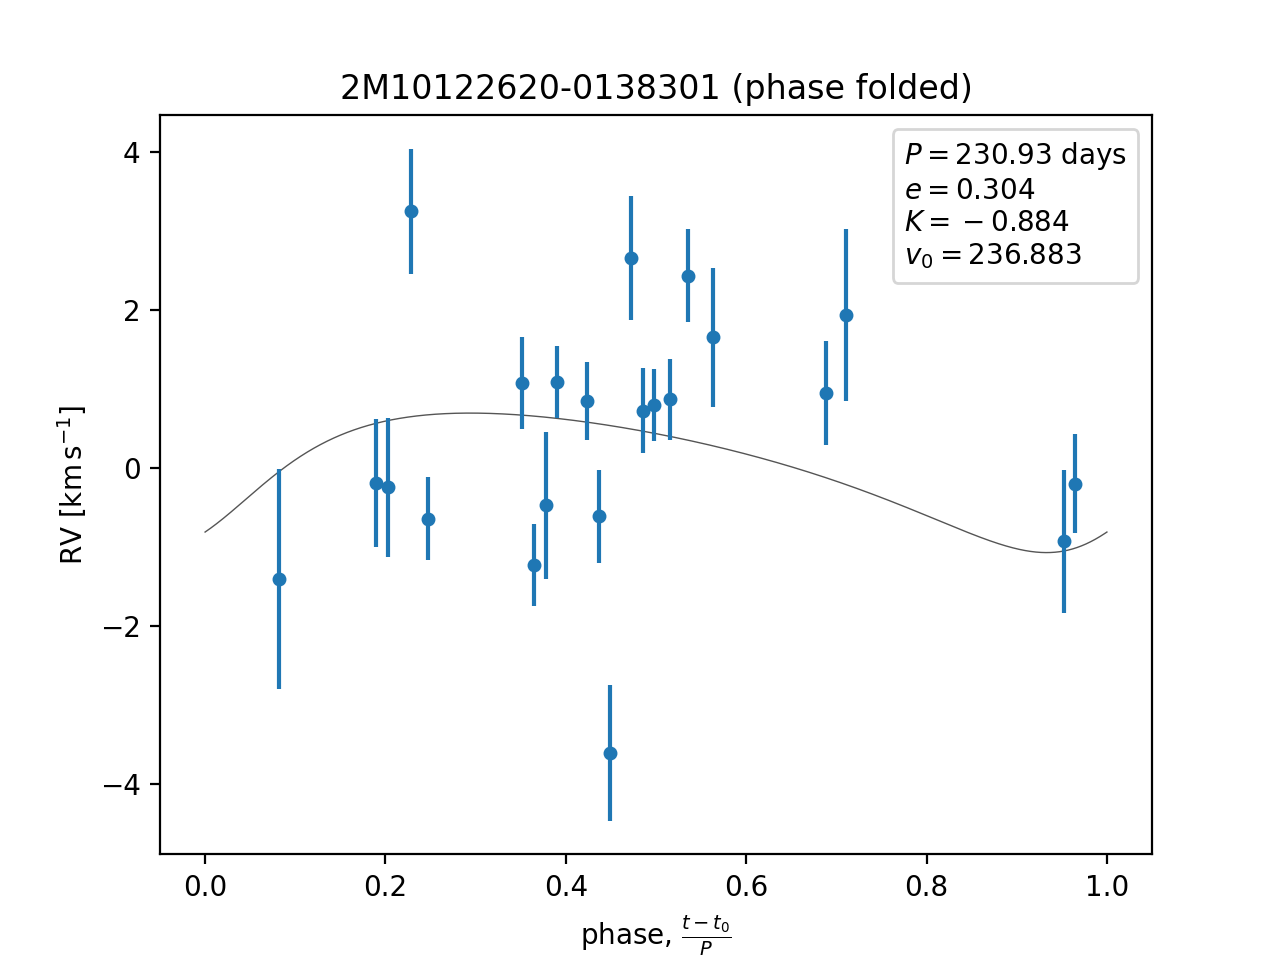 2M10122620-0138301 (phase folded)
P = 230.93 days
e = 0.304
K = −0.884
v₀ = 236.883
RV [km s⁻¹]
4
2
0
−2
−4
0.0 0.2 0.4 0.6 0.8 1.0
phase, (t − t₀)/P